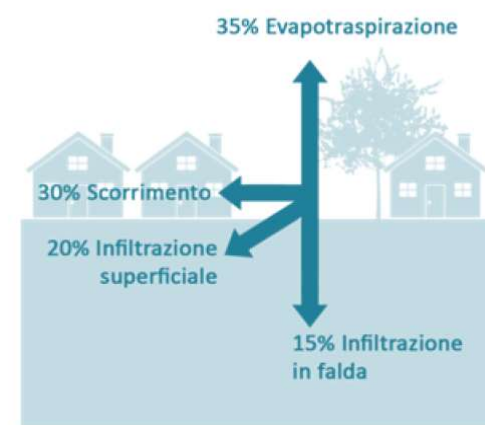 35% Evapotraspirazione
30% Scorrimento
20% Infiltrazione
superficiale
15% Infiltrazione
in falda